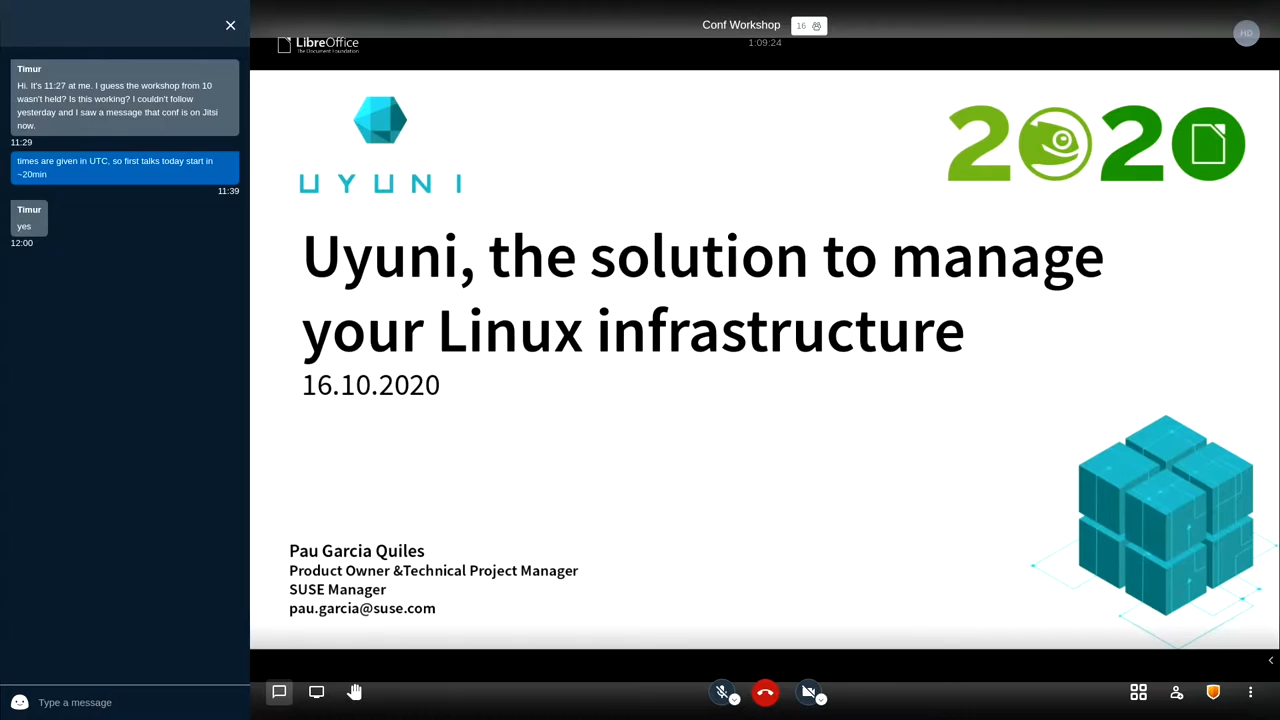 Conf Workshop
16
1:09:24
HD
LibreOffice
The Document Foundation
Timur
Hi. It's 11:27 at me. I guess the workshop from 10
wasn't held? Is this working? I couldn't follow
yesterday and I saw a message that conf is on Jitsi
now.
11:29
times are given in UTC, so first talks today start in
~20min
11:39
Timur
yes
12:00
Type a message
UYUNI
2020
Uyuni, the solution to manage
your Linux infrastructure
16.10.2020
Pau Garcia Quiles
Product Owner &Technical Project Manager
SUSE Manager
pau.garcia@suse.com